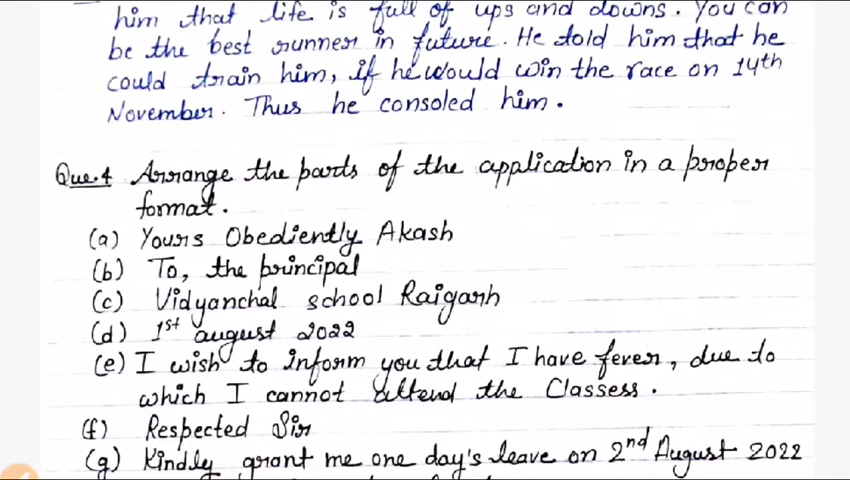 him that life is full of ups and downs. You can
be the best runner in future. He told him that he
could train him, if he would win the race on 14th
November. Thus he consoled him.
Que.4 Arrange the parts of the application in a proper
format.
(a) Yours Obediently Akash
(b) To, the principal
(c) Vidyanchal school Raigarh
(d) 1st august 2022
(e) I wish to inform you that I have fever, due to
which I cannot attend the Classess.
(f) Respected Sir
(g) Kindly grant me one day's leave on 2nd August 2022